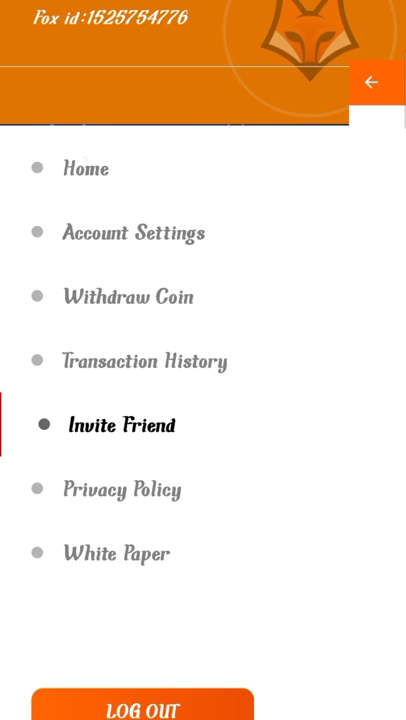 Fox id:1525754776
Home
Account Settings
Withdraw Coin
Transaction History
Invite Friend
Privacy Policy
White Paper
LOG OUT